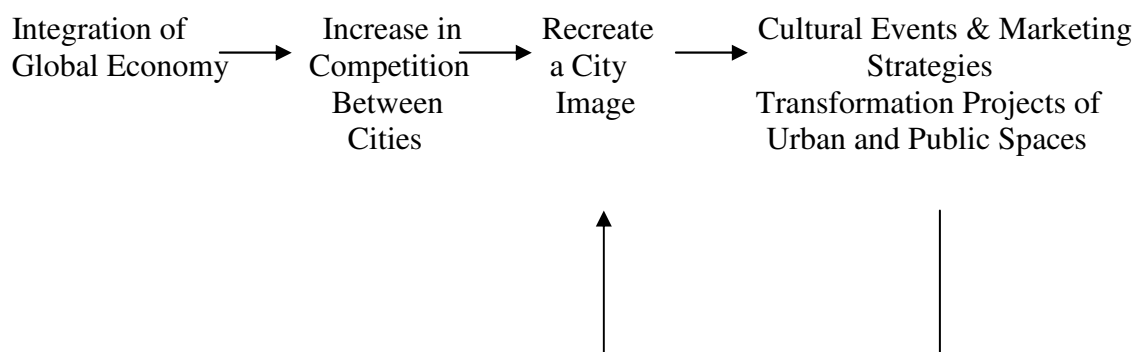 Integration of
Global Economy
Increase in
Competition
Between
Cities
Recreate
a City
Image
Cultural Events & Marketing
Strategies
Transformation Projects of
Urban and Public Spaces